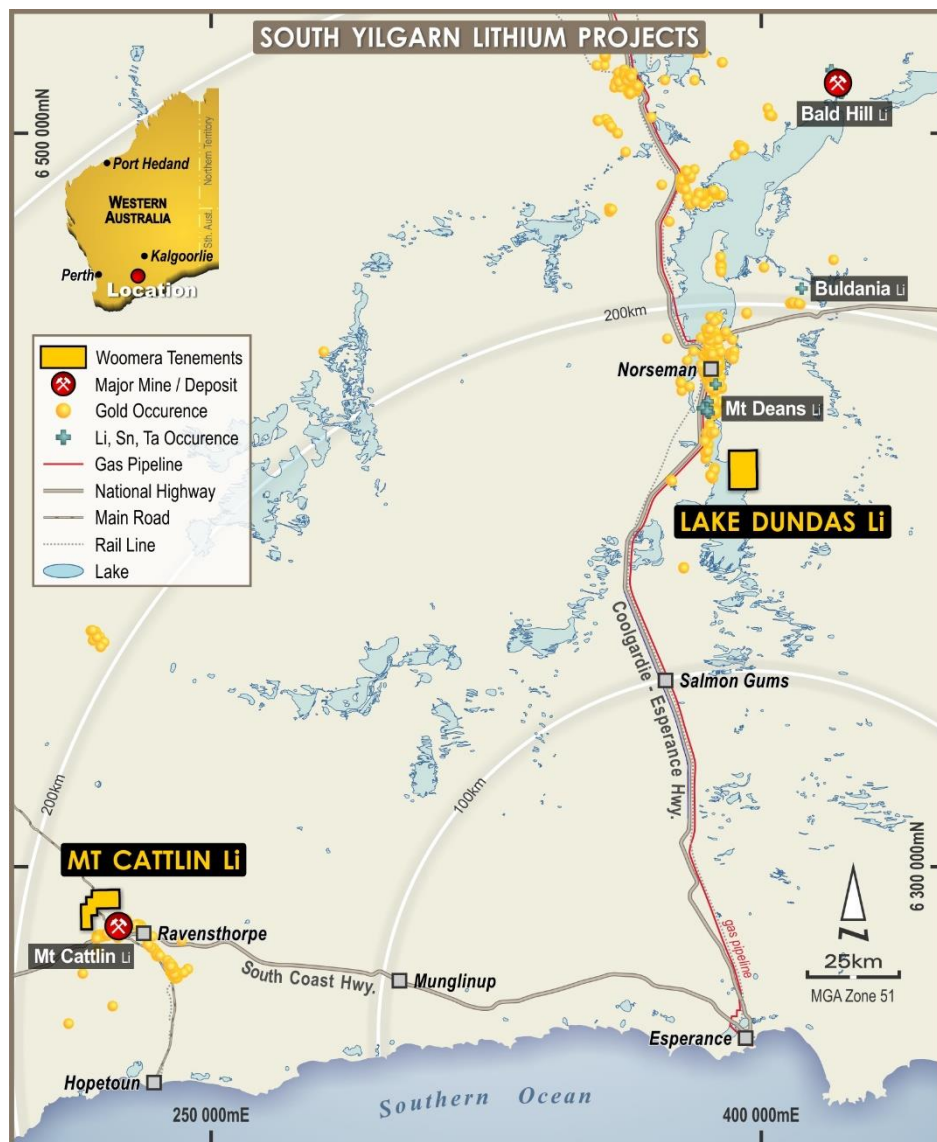 SOUTH YILGARN LITHIUM PROJECTS
6 500 000mN
Port Hedand
Northern Territory
WESTERN
AUSTRALIA
Sth. Aust.
Kalgoorlie
Perth
Location
Bald Hill Li
Buldania Li
200km
Norseman
Mt Deans Li
LAKE DUNDAS Li
Woomera Tenements
Major Mine / Deposit
Gold Occurence
Li, Sn, Ta Occurence
Gas Pipeline
National Highway
Main Road
Rail Line
Lake
Coolgardie - Esperance Hwy.
Salmon Gums
200km
100km
MT CATTLIN Li
6 300 000mN
Ravensthorpe
Mt Cattlin Li
South Coast Hwy.
Munglinup
gas pipeline
N
25km
MGA Zone 51
Esperance
Hopetoun
Southern Ocean
250 000mE
400 000mE